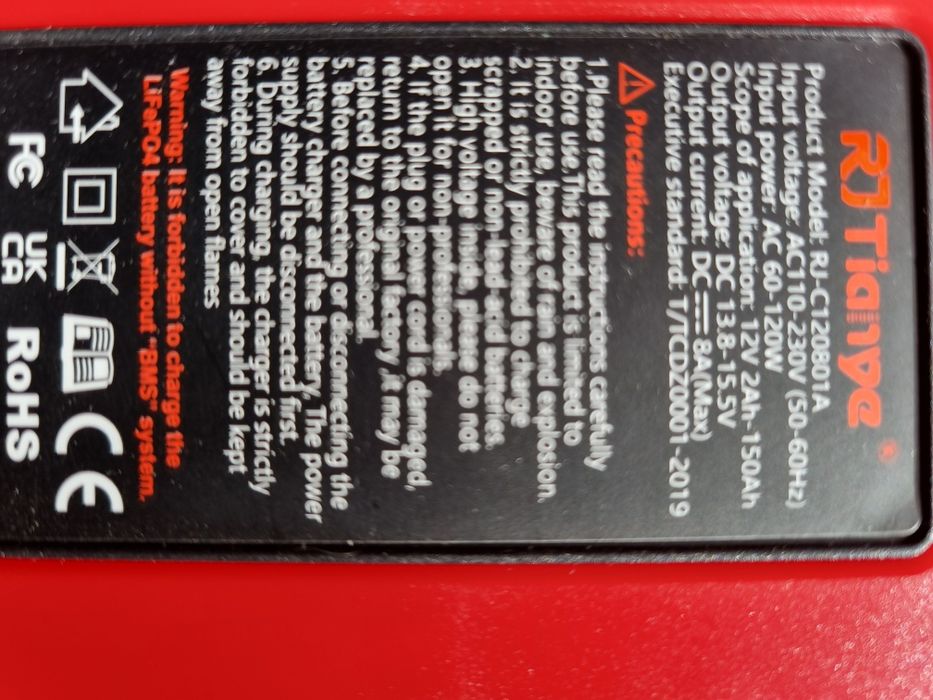 RJTianye®
Product Model: RJ-C120801A
Input voltage: AC110-230V (50-60Hz)
Input power: AC 60-120W
Scope of application: 12V 2Ah-150Ah
Output voltage: DC 13.8-15.5V
Output current: DC 8A(Max)
Executive standard: T/TCDZ0001-2019
Precautions:
1.Please read the instructions carefully
before use.This product is limited to
indoor use, beware of rain and explosion.
2. It is strictly prohibited to charge
scrapped or non-lead-acid batteries.
3. High voltage inside, please do not
open it for non-professionals.
4. If the plug or power cord is damaged,
return to the original factory ,it may be
replaced by a professional.
5. Before connecting or disconnecting the
battery charger and the battery, The power
supply should be disconnected first.
6. During charging, the charger is strictly
forbidden to cover and should be kept
away from open flames
Warning: It is forbidden to charge the
LiFePO4 battery without "BMS" system.
CE
FC UK CA RoHS